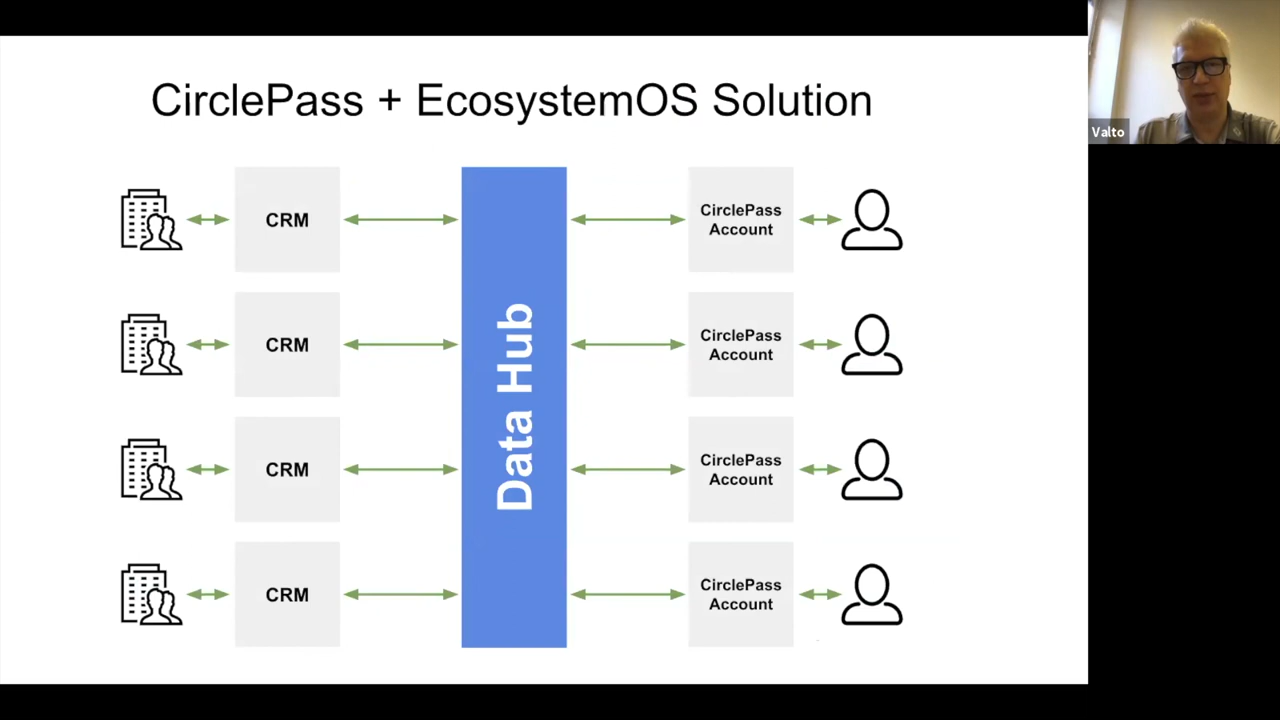 CirclePass + EcosystemOS Solution
Valto
CRM
CirclePass
Account
CRM
CirclePass
Account
Data Hub
CRM
CirclePass
Account
CRM
CirclePass
Account